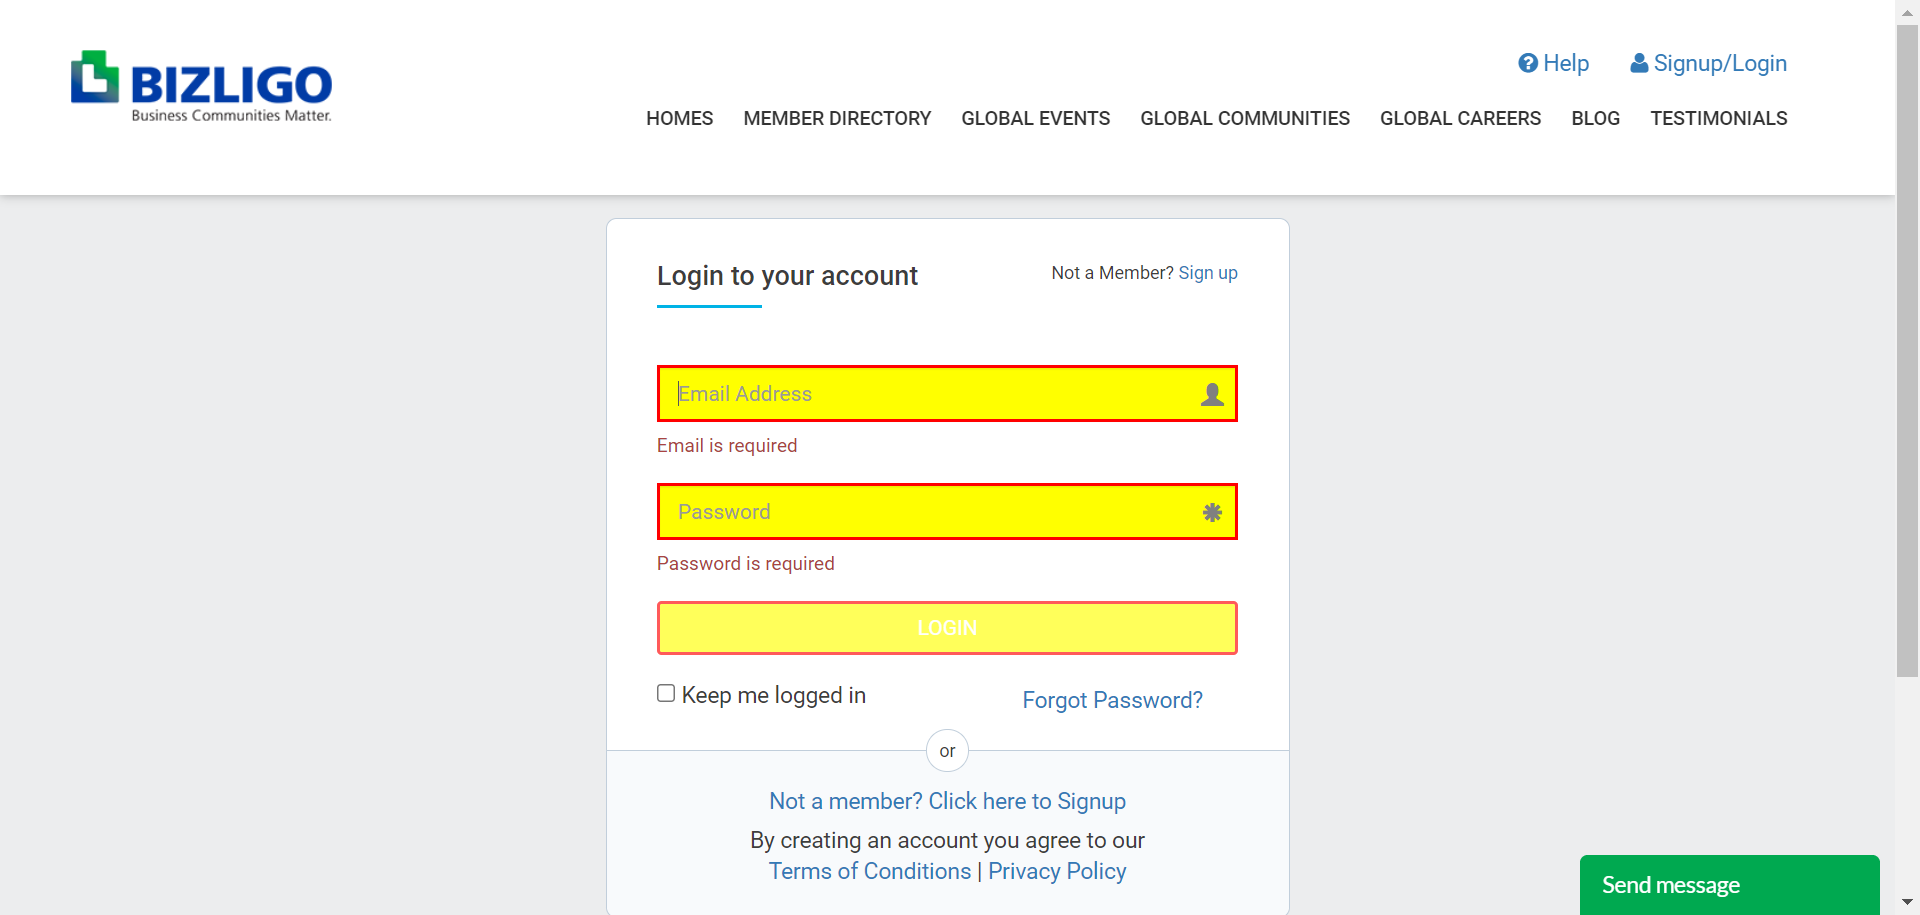 BIZLIGO
Business Communities Matter.
Help
Signup/Login
HOMES MEMBER DIRECTORY GLOBAL EVENTS GLOBAL COMMUNITIES GLOBAL CAREERS BLOG TESTIMONIALS
Login to your account
Not a Member? Sign up
Email Address
Email is required
Password
Password is required
LOGIN
Keep me logged in
Forgot Password?
or
Not a member? Click here to Signup
By creating an account you agree to our
Terms of Conditions | Privacy Policy
Send message